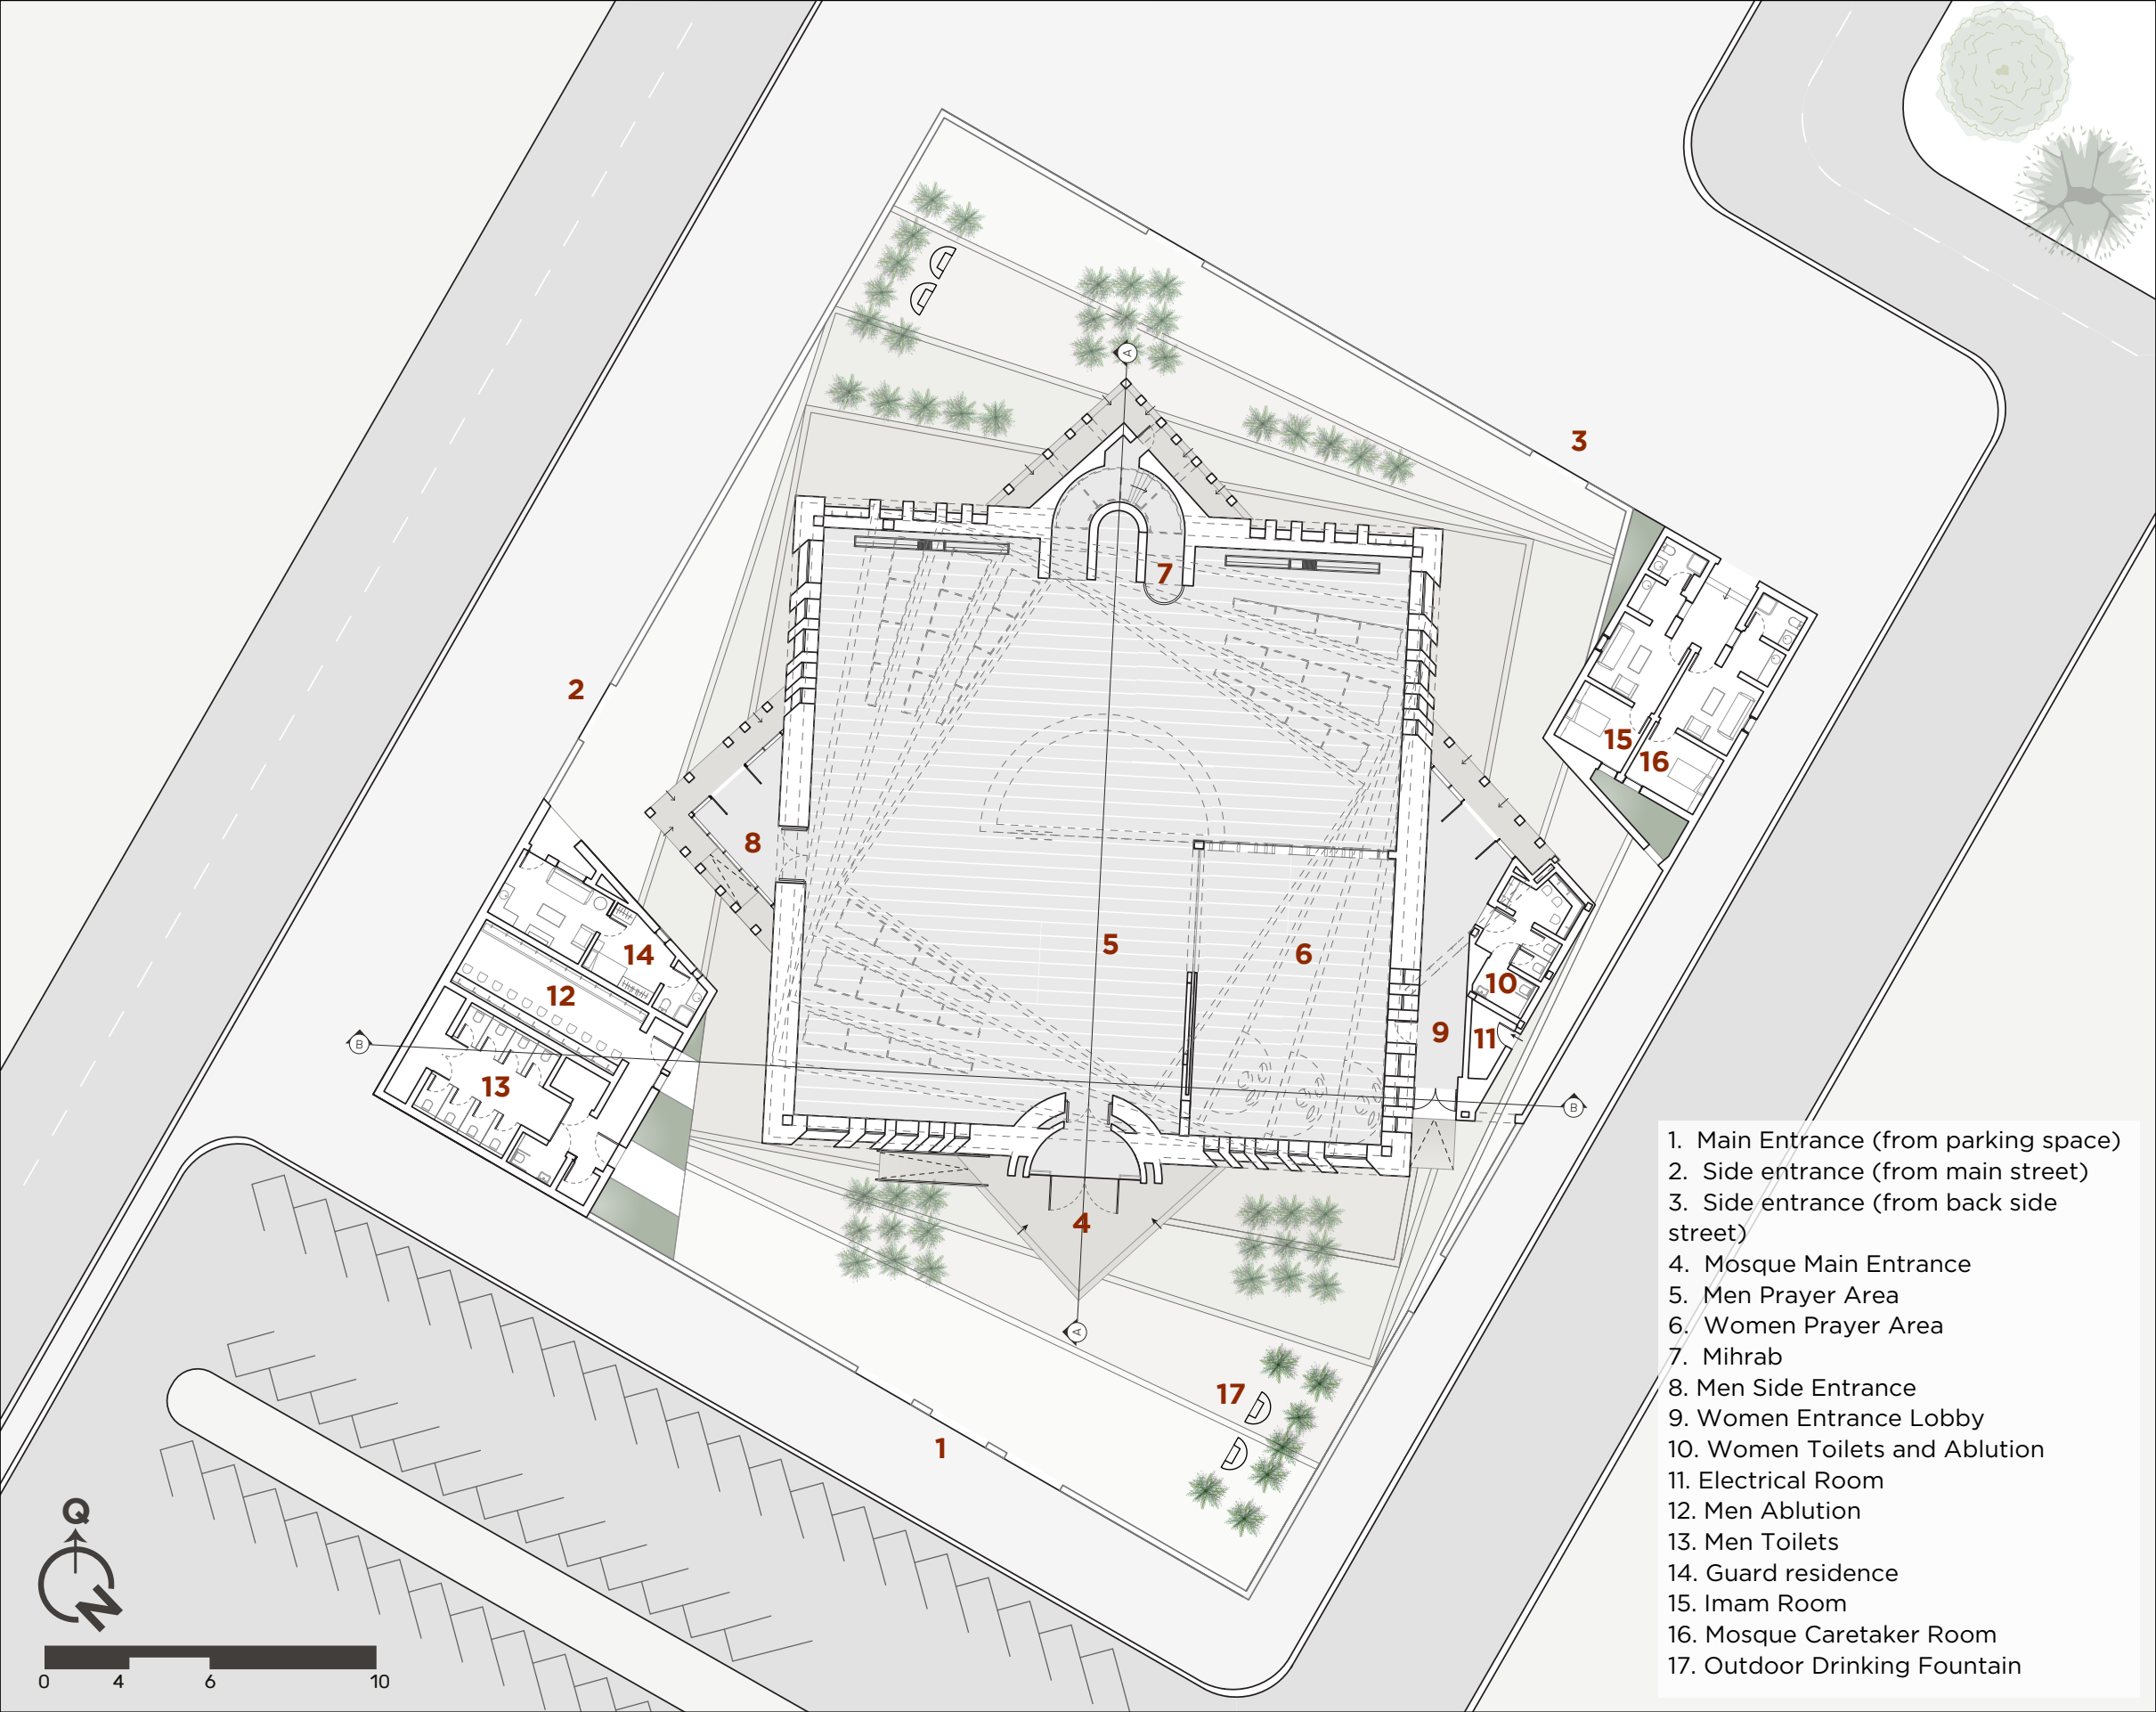 A
3
7
2
15
16
8
14
5
6
10
12
9
11
B
13
B
4
A
17
1
1. Main Entrance (from parking space)
2. Side entrance (from main street)
3. Side entrance (from back side
street)
4. Mosque Main Entrance
5. Men Prayer Area
6. Women Prayer Area
7. Mihrab
8. Men Side Entrance
9. Women Entrance Lobby
10. Women Toilets and Ablution
11. Electrical Room
12. Men Ablution
13. Men Toilets
14. Guard residence
15. Imam Room
16. Mosque Caretaker Room
17. Outdoor Drinking Fountain
Q
N
0 4 6 10